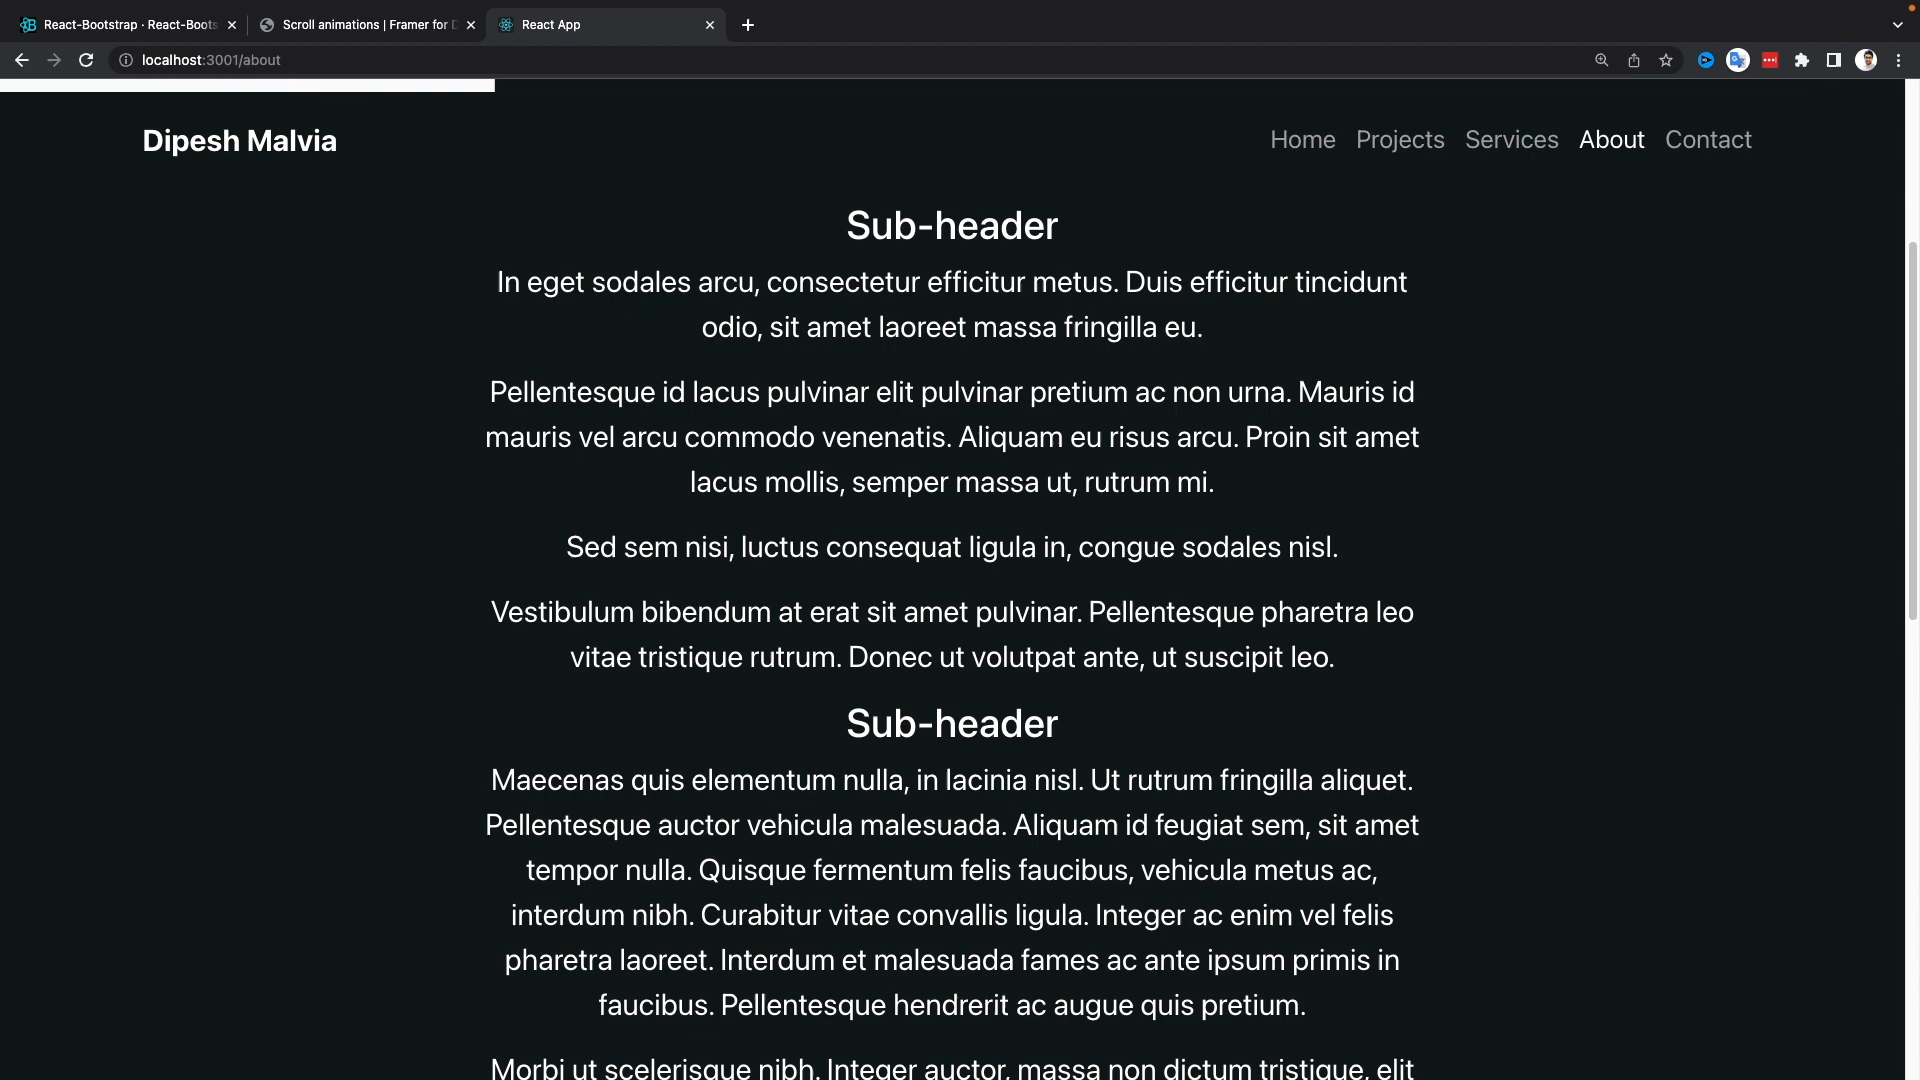 React-Bootstrap · React-Boots
Scroll animations | Framer for D
React App
localhost:3001/about
Dipesh Malvia
Home Projects Services About Contact
Sub-header
In eget sodales arcu, consectetur efficitur metus. Duis efficitur tincidunt
odio, sit amet laoreet massa fringilla eu.
Pellentesque id lacus pulvinar elit pulvinar pretium ac non urna. Mauris id
mauris vel arcu commodo venenatis. Aliquam eu risus arcu. Proin sit amet
lacus mollis, semper massa ut, rutrum mi.
Sed sem nisi, luctus consequat ligula in, congue sodales nisl.
Vestibulum bibendum at erat sit amet pulvinar. Pellentesque pharetra leo
vitae tristique rutrum. Donec ut volutpat ante, ut suscipit leo.
Sub-header
Maecenas quis elementum nulla, in lacinia nisl. Ut rutrum fringilla aliquet.
Pellentesque auctor vehicula malesuada. Aliquam id feugiat sem, sit amet
tempor nulla. Quisque fermentum felis faucibus, vehicula metus ac,
interdum nibh. Curabitur vitae convallis ligula. Integer ac enim vel felis
pharetra laoreet. Interdum et malesuada fames ac ante ipsum primis in
faucibus. Pellentesque hendrerit ac augue quis pretium.
Morbi ut scelerisque nibh. Integer auctor, massa non dictum tristique, elit